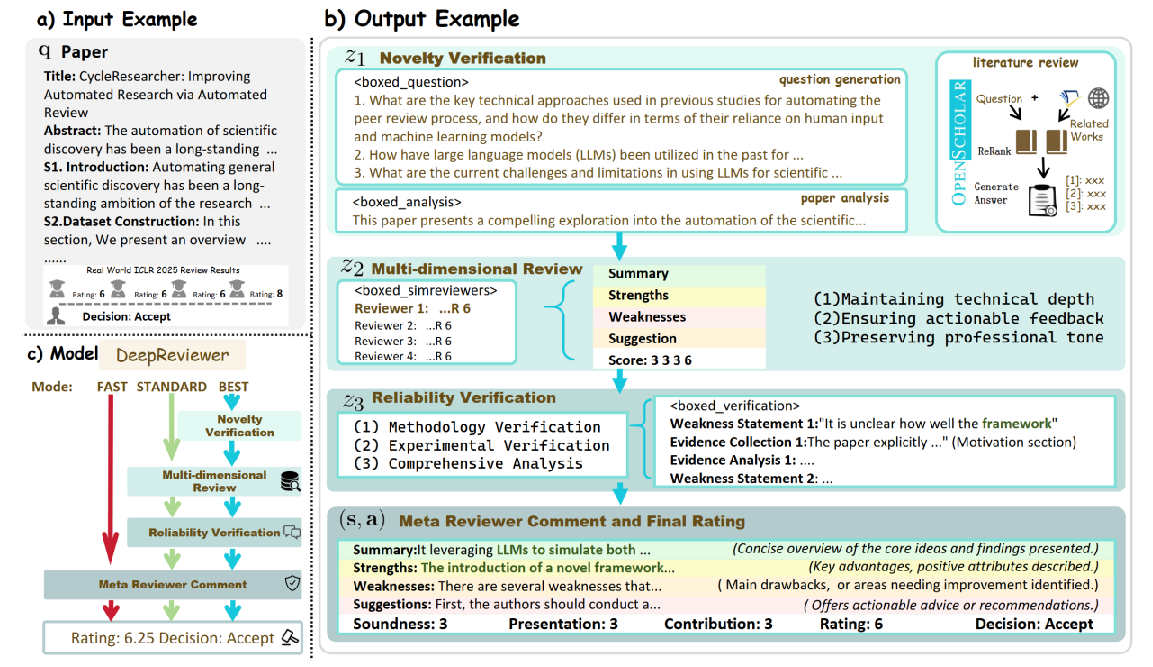 a) Input Example
q Paper
Title: CycleResearcher: Improving
Automated Research via Automated
Review
Abstract: The automation of scientific
discovery has been a long-standing ...
S1. Introduction: Automating general
scientific discovery has been a long-
standing ambition of the research ...
S2.Dataset Construction: In this
section, We present an overview ....
......
Real World ICLR 2025 Review Results
Rating: 6 Rating: 6 Rating: 6 Rating: 8
Decision: Accept
c) Model DeepReviewer
Mode: FAST STANDARD BEST
Novelty
Verification
Multi-dimensional
Review
Reliability Verification
Meta Reviewer Comment
Rating: 6.25 Decision: Accept
b) Output Example
z1 Novelty Verification
<boxed_question> question generation
1. What are the key technical approaches used in previous studies for automating the
peer review process, and how do they differ in terms of their reliance on human input
and machine learning models?
2. How have large language models (LLMs) been utilized in the past for ...
3. What are the current challenges and limitations in using LLMs for scientific ...
<boxed_analysis> paper analysis
This paper presents a compelling exploration into the automation of the scientific...
literature review
OPENSCHOLAR
Question +
Related
Works
ReRank
Generate
Answer
[1]: xxx
[2]: xxx
[3]: xxx
z2 Multi-dimensional Review
<boxed_simreviewers>
Reviewer 1: ...R 6
Reviewer 2: ...R 6
Reviewer 3: ...R 6
Reviewer 4: ...R 6
Summary
Strengths
Weaknesses
Suggestion
Score: 3 3 3 6
(1)Maintaining technical depth
(2)Ensuring actionable feedback
(3)Preserving professional tone
z3 Reliability Verification
(1) Methodology Verification
(2) Experimental Verification
(3) Comprehensive Analysis
<boxed_verification>
Weakness Statement 1:"It is unclear how well the framework"
Evidence Collection 1:The paper explicitly ..." (Motivation section)
Evidence Analysis 1: ....
Weakness Statement 2: ...
(s, a) Meta Reviewer Comment and Final Rating
Summary:It leveraging LLMs to simulate both ... (Concise overview of the core ideas and findings presented.)
Strengths: The introduction of a novel framework... (Key advantages, positive attributes described.)
Weaknesses: There are several weaknesses that... ( Main drawbacks, or areas needing improvement identified.)
Suggestions: First, the authors should conduct a... ( Offers actionable advice or recommendations.)
Soundness: 3 Presentation: 3 Contribution: 3 Rating: 6 Decision: Accept